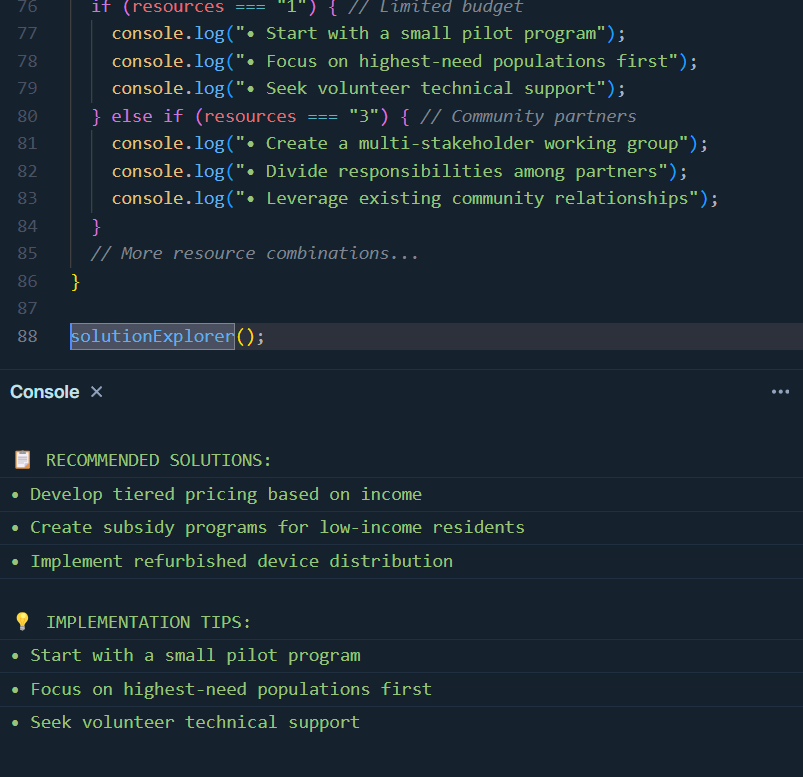 76 if (resources === "1") { // Limited budget
77 console.log("• Start with a small pilot program");
78 console.log("• Focus on highest-need populations first");
79 console.log("• Seek volunteer technical support");
80 } else if (resources === "3") { // Community partners
81 console.log("• Create a multi-stakeholder working group");
82 console.log("• Divide responsibilities among partners");
83 console.log("• Leverage existing community relationships");
84 }
85 // More resource combinations...
86 }
87
88 solutionExplorer();
Console ×
📋 RECOMMENDED SOLUTIONS:
• Develop tiered pricing based on income
• Create subsidy programs for low-income residents
• Implement refurbished device distribution
💡 IMPLEMENTATION TIPS:
• Start with a small pilot program
• Focus on highest-need populations first
• Seek volunteer technical support